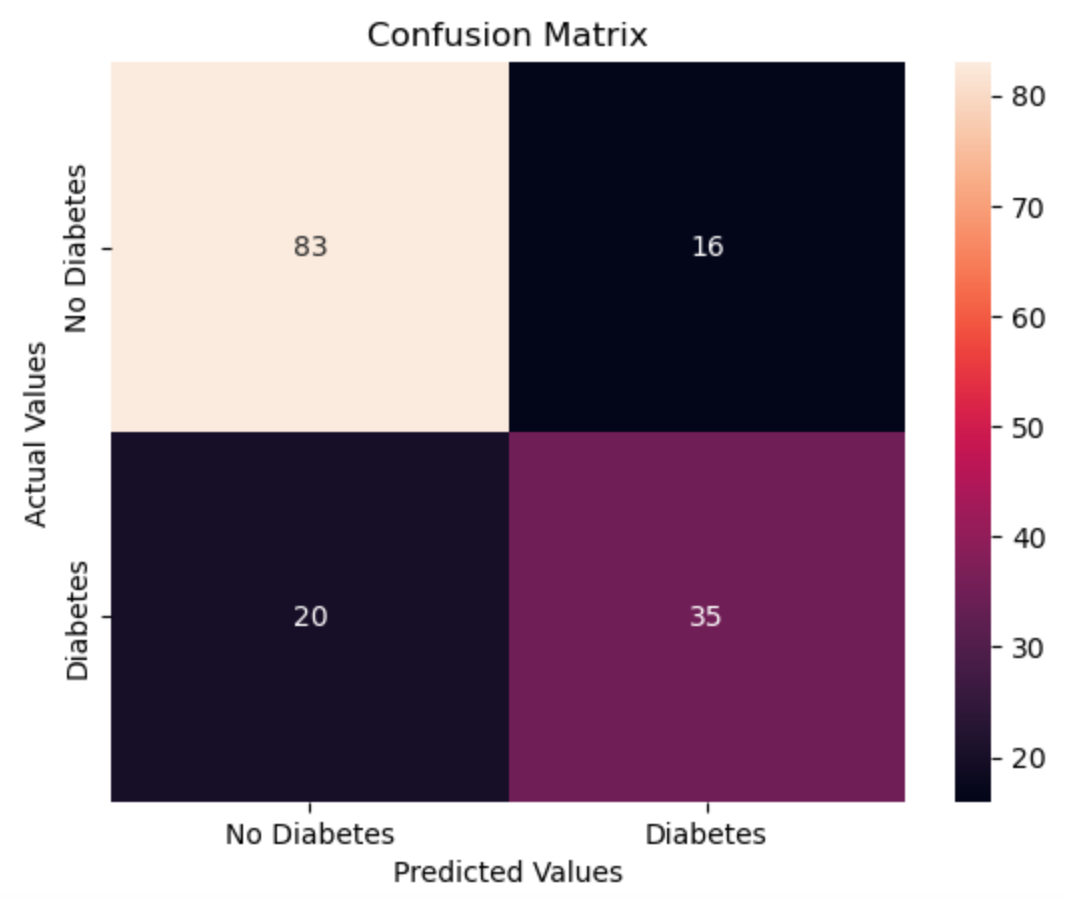 Confusion Matrix
No Diabetes
Diabetes
Actual Values
83
16
20
35
No Diabetes
Diabetes
Predicted Values
80
70
60
50
40
30
20